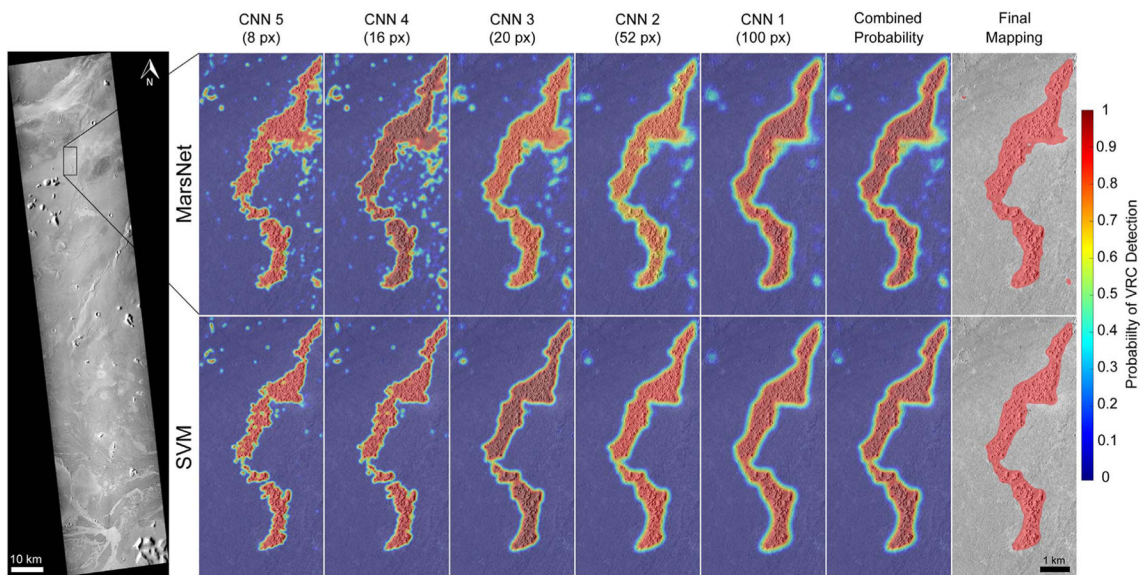 CNN 5
(8 px)
CNN 4
(16 px)
CNN 3
(20 px)
CNN 2
(52 px)
CNN 1
(100 px)
Combined
Probability
Final
Mapping
N
MarsNet
SVM
1
0.9
0.8
0.7
0.6
0.5
0.4
0.3
0.2
0.1
0
Probability of VRC Detection
10 km
1 km